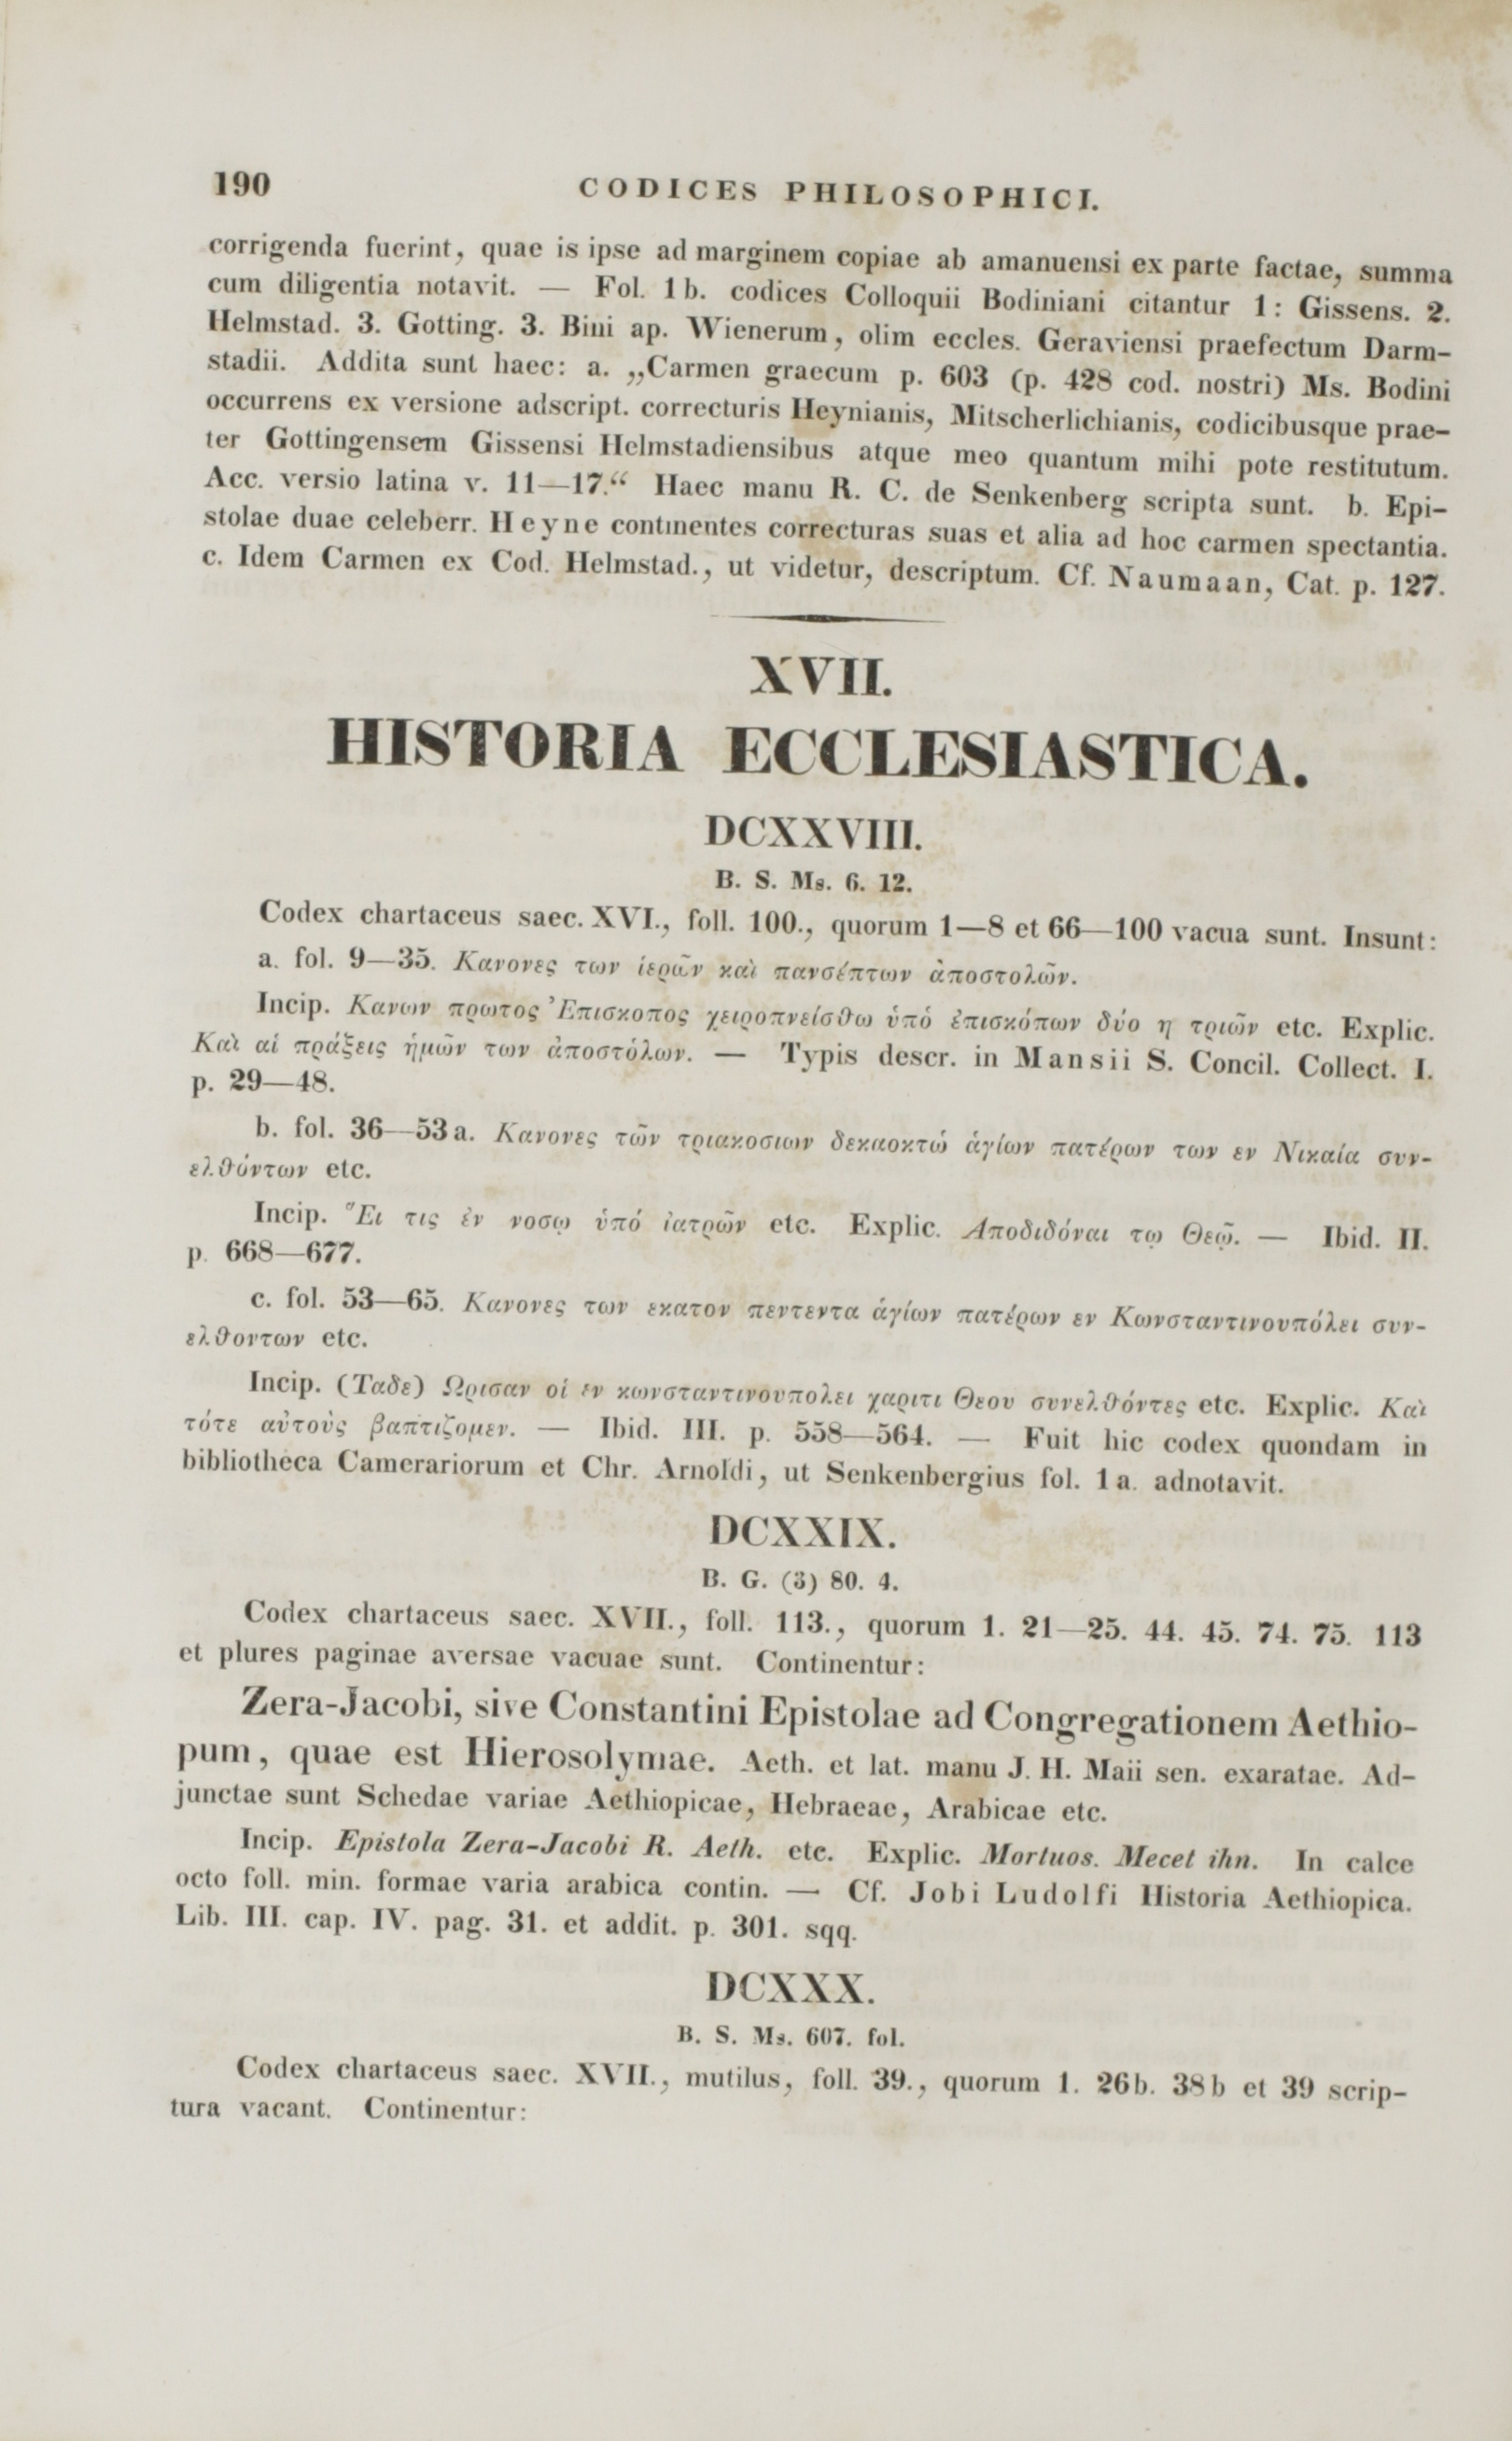 190
CODICES PHILOSOPHICI.
corrigenda fuerint, quae is ipse ad marginem copiae ab amanuensi ex parte factae, summa
cum diligentia notavit. — Fol. 1 b. codices Colloquii Bodiniani citantur 1: Gissens. 2.
Helmstad. 3. Gotting. 3. Bini ap. Wienerum, olim eccles. Geraviensi praefectum Darm-
stadii. Addita sunt haec: a. „Carmen graecum p. 603 (p. 428 cod. nostri) Ms. Bodini
occurrens ex versione adscript. correcturis Heynianis, Mitscherlichianis, codicibusque prae-
ter Gottingensem Gissensi Helmstadiensibus atque meo quantum mihi pote restitutum.
Acc. versio latina v. 11—17.“ Haec manu R. C. de Senkenberg scripta sunt. b. Epi-
stolae duae celeberr. Heyne continentes correcturas suas et alia ad hoc carmen spectantia.
c. Idem Carmen ex Cod. Helmstad., ut videtur, descriptum. Cf. Naumaan, Cat. p. 127.
XVII.
HISTORIA ECCLESIASTICA.
DCXXVIII.
B. S. Ms. 6. 12.
Codex chartaceus saec. XVI., foll. 100., quorum 1—8 et 66—100 vacua sunt. Insunt:
a. fol. 9—35. Κανονες των ἱερῶν καὶ πανσέπτων ἀποστολῶν.
Incip. Κανων πρωτος Ἐπισκοπος χειροπνείσθω ὑπό ἐπισκόπων δύο η τριῶν etc. Explic.
Καὶ αἱ πράξεις ἡμῶν των ἀποστόλων. — Typis descr. in Mansii S. Concil. Collect. I.
p. 29—48.
b. fol. 36—53 a. Κανονες τῶν τριακοσιων δεκαοκτώ ἁγίων πατέρων των εν Νικαία συν-
ελθόντων etc.
Incip. Ἔι τις ἐν νοσῳ ὑπό ἰατρῶν etc. Explic. Αποδιδόναι τῳ Θεῷ. — Ibid. II.
p. 668—677.
c. fol. 53—65. Κανονες των εκατον πεντεντα ἁγίων πατέρων εν Κωνσταντινουπόλει συν-
ελθοντων etc.
Incip. (Ταδε) Ωρισαν οἱ εν κωνσταντινουπολει χαριτι Θεου συνελθόντες etc. Explic. Καὶ
τότε αὐτοὺς βαπτιζομεν. — Ibid. III. p. 558—564. — Fuit hic codex quondam in
bibliotheca Camerariorum et Chr. Arnoldi, ut Senkenbergius fol. 1 a. adnotavit.
DCXXIX.
B. G. (3) 80. 4.
Codex chartaceus saec. XVII., foll. 113., quorum 1. 21—25. 44. 45. 74. 75. 113
et plures paginae aversae vacuae sunt. Continentur:
Zera-Jacobi, sive Constantini Epistolae ad Congregationem Aethio-
pum, quae est Hierosolymae. Aeth. et lat. manu J. H. Maii sen. exaratae. Ad-
junctae sunt Schedae variae Aethiopicae, Hebraeae, Arabicae etc.
Incip. Epistola Zera-Jacobi R. Aeth. etc. Explic. Mortuos. Mecet ihn. In calce
octo foll. min. formae varia arabica contin. — Cf. Jobi Ludolfi Historia Aethiopica.
Lib. III. cap. IV. pag. 31. et addit. p. 301. sqq.
DCXXX.
B. S. Ms. 607. fol.
Codex chartaceus saec. XVII., mutilus, foll. 39., quorum 1. 26b. 38b et 39 scrip-
tura vacant. Continentur: